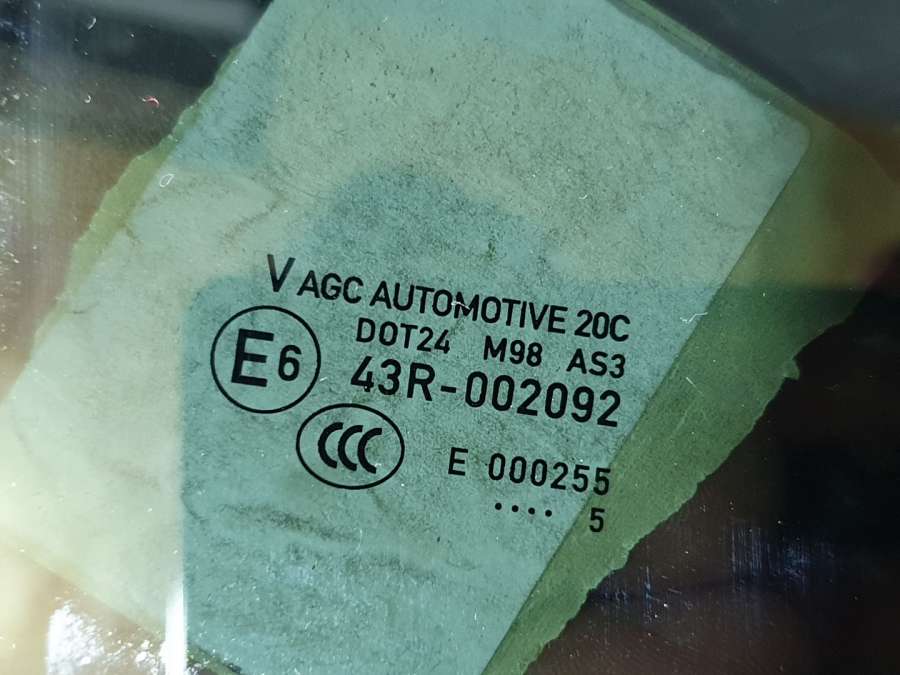 V AGC AUTOMOTIVE 20C
DOT24 M98 AS3
E6 43R-002092
CCC E 000255
.... 5